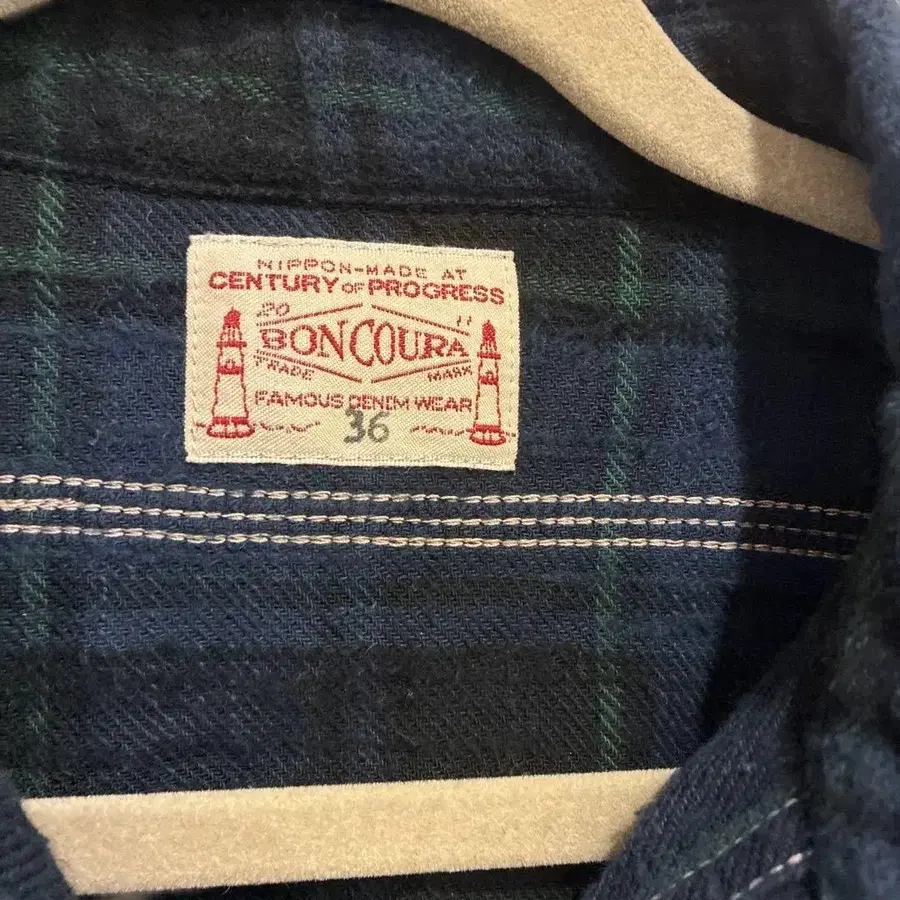 NIPPON-MADE AT
CENTURY OF PROGRESS
20 11
BONCOURA
TRADE MARK
FAMOUS DENIM WEAR
36